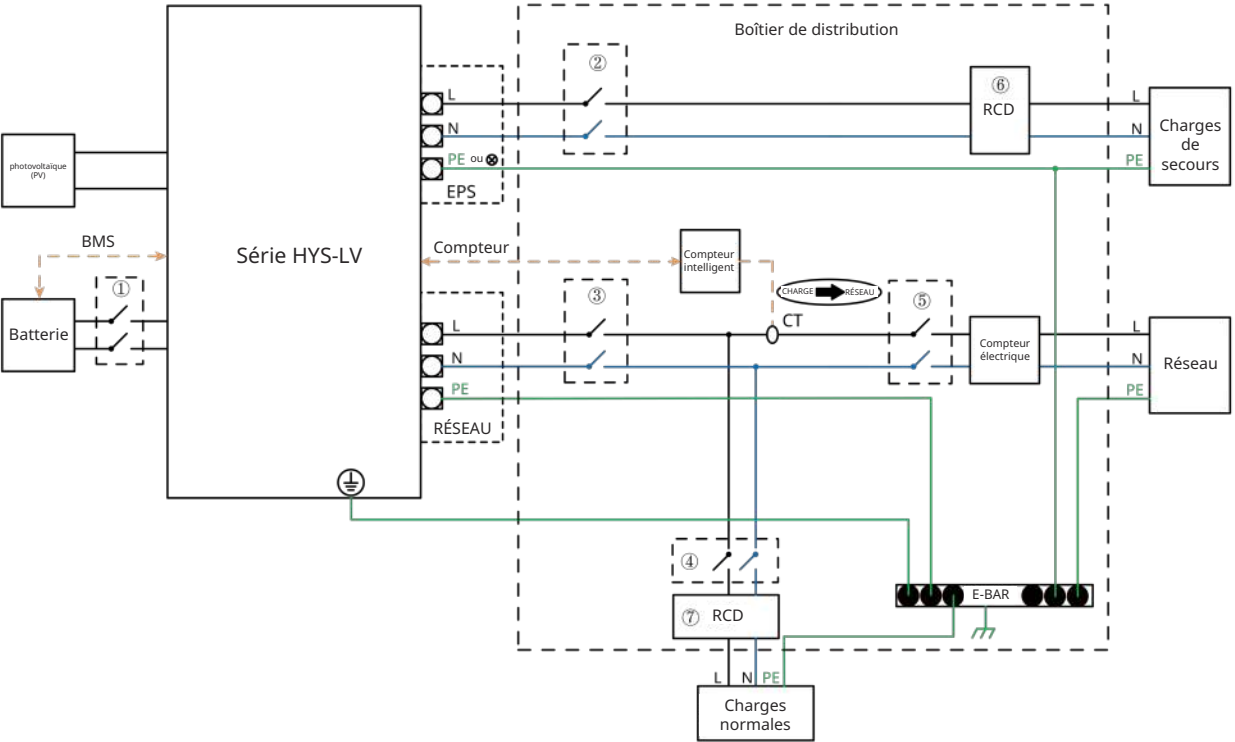 Boîtier de distribution
②
⑥
RCD
L
N
PE ou ⊗
EPS
L
N
PE
Charges
de
secours
photovoltaïque
(PV)
BMS
Série HYS-LV
Compteur
Compteur
intelligent
①
Batterie
③
CHARGE RÉSEAU
⑤
CT
L
N
PE
RÉSEAU
Compteur
électrique
L
N
PE
Réseau
④
⑦ RCD
E-BAR
L N PE
Charges
normales